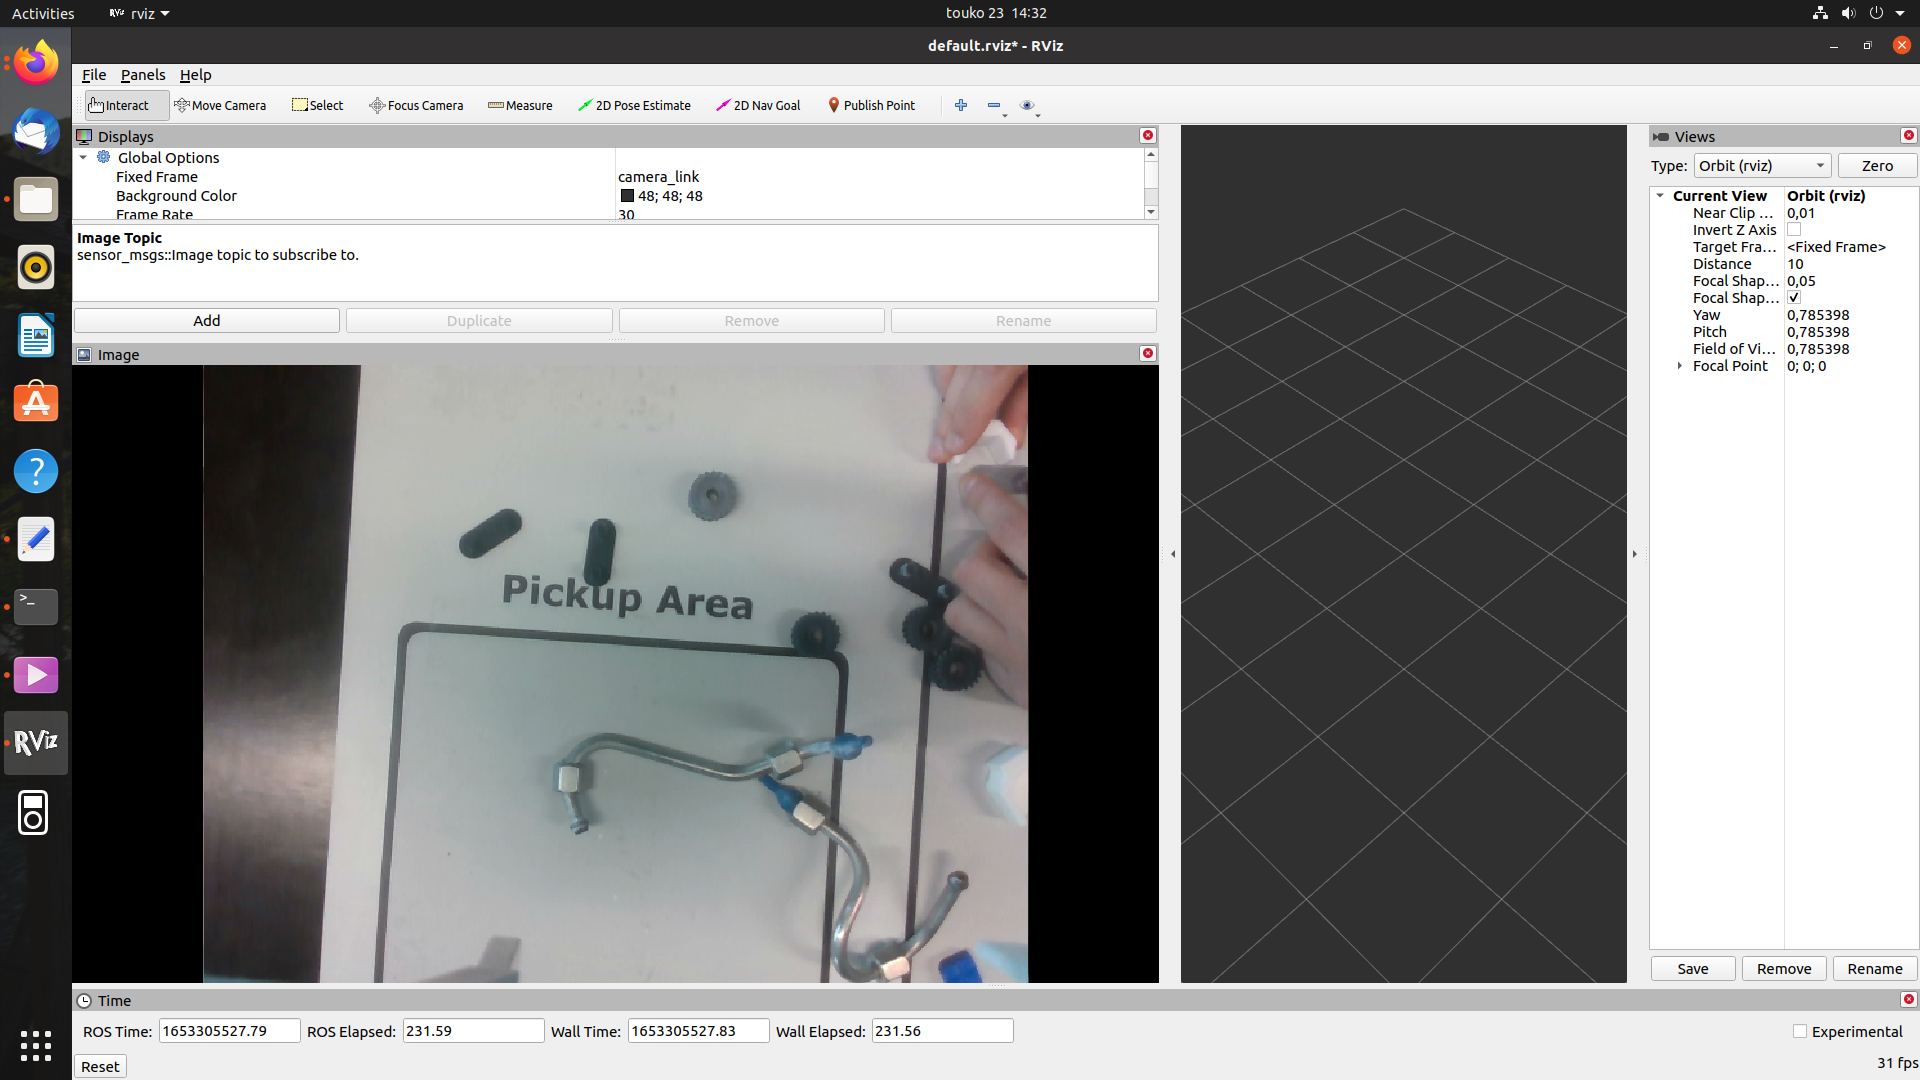 Activities
rviz
touko 23 14:32
default.rviz* - RViz
File Panels Help
Interact Move Camera Select Focus Camera Measure 2D Pose Estimate 2D Nav Goal Publish Point
Displays
Global Options
Fixed Frame camera_link
Background Color 48; 48; 48
Frame Rate 30
Image Topic
sensor_msgs::Image topic to subscribe to.
Add Duplicate Remove Rename
Image
Pickup Area
Views
Type: Orbit (rviz) Zero
Current View Orbit (rviz)
Near Clip ... 0,01
Invert Z Axis
Target Fra... <Fixed Frame>
Distance 10
Focal Shap... 0,05
Focal Shap...
Yaw 0,785398
Pitch 0,785398
Field of Vi... 0,785398
Focal Point 0; 0; 0
Save Remove Rename
Time
ROS Time: 1653305527.79 ROS Elapsed: 231.59 Wall Time: 1653305527.83 Wall Elapsed: 231.56 Experimental
Reset 31 fps
RViz